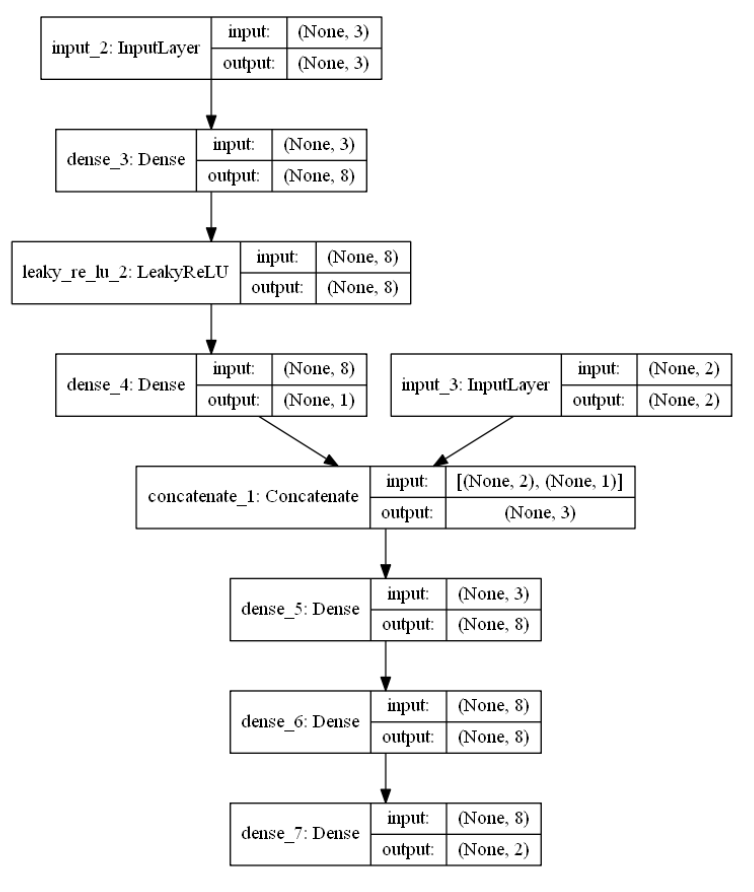 input_2: InputLayer
input: (None, 3)
output: (None, 3)
dense_3: Dense
input: (None, 3)
output: (None, 8)
leaky_re_lu_2: LeakyReLU
input: (None, 8)
output: (None, 8)
dense_4: Dense
input: (None, 8)
output: (None, 1)
input_3: InputLayer
input: (None, 2)
output: (None, 2)
concatenate_1: Concatenate
input: [(None, 2), (None, 1)]
output: (None, 3)
dense_5: Dense
input: (None, 3)
output: (None, 8)
dense_6: Dense
input: (None, 8)
output: (None, 8)
dense_7: Dense
input: (None, 8)
output: (None, 2)